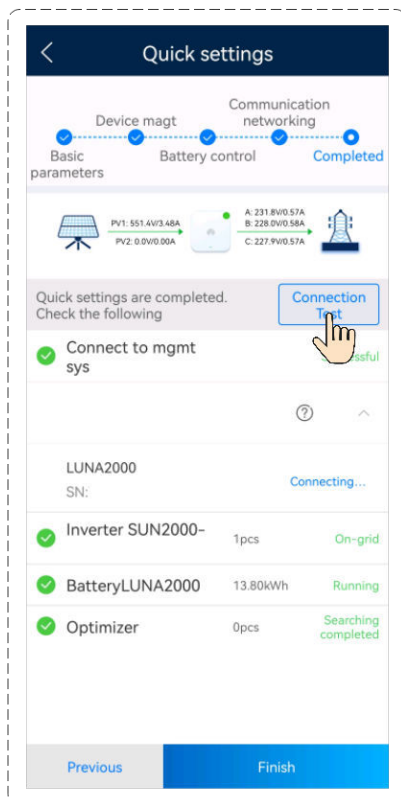 Quick settings
Device magt
Communication
networking
Basic
parameters
Battery control
Completed
PV1: 551.4V/3.48A
PV2: 0.0V/0.00A
A: 231.8V/0.57A
B: 228.0V/0.58A
C: 227.9V/0.57A
Quick settings are completed.
Check the following
Connection
Test
Connect to mgmt
sys
?
LUNA2000
SN:
Connecting...
Inverter SUN2000-
1pcs
On-grid
BatteryLUNA2000
13.80kWh
Running
Optimizer
0pcs
Searching
completed
Previous
Finish